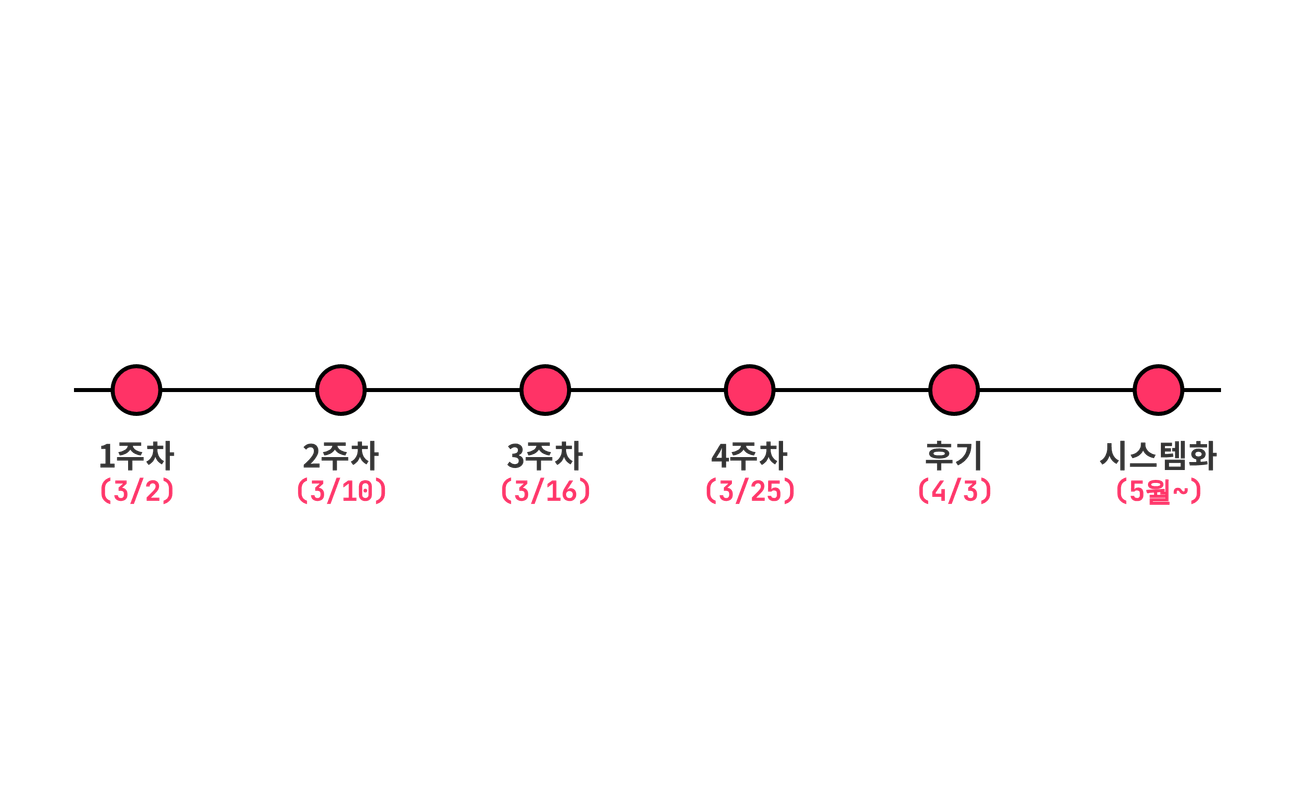 1주차
(3/2)
2주차
(3/10)
3주차
(3/16)
4주차
(3/25)
후기
(4/3)
시스템화
(5월~)